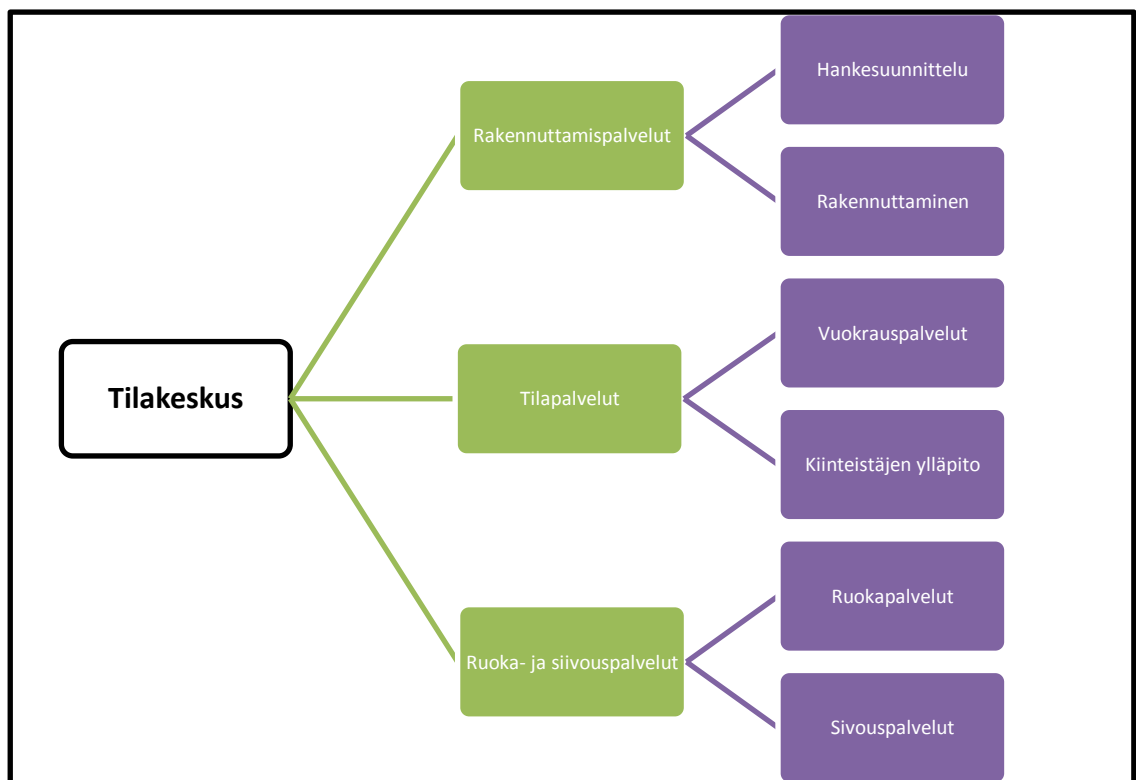 Tilakeskus
Rakennuttamispalvelut
Hankesuunnittelu
Rakennuttaminen
Tilapalvelut
Vuokrauspalvelut
Kiinteistäjen ylläpito
Ruoka- ja siivouspalvelut
Ruokapalvelut
Sivouspalvelut